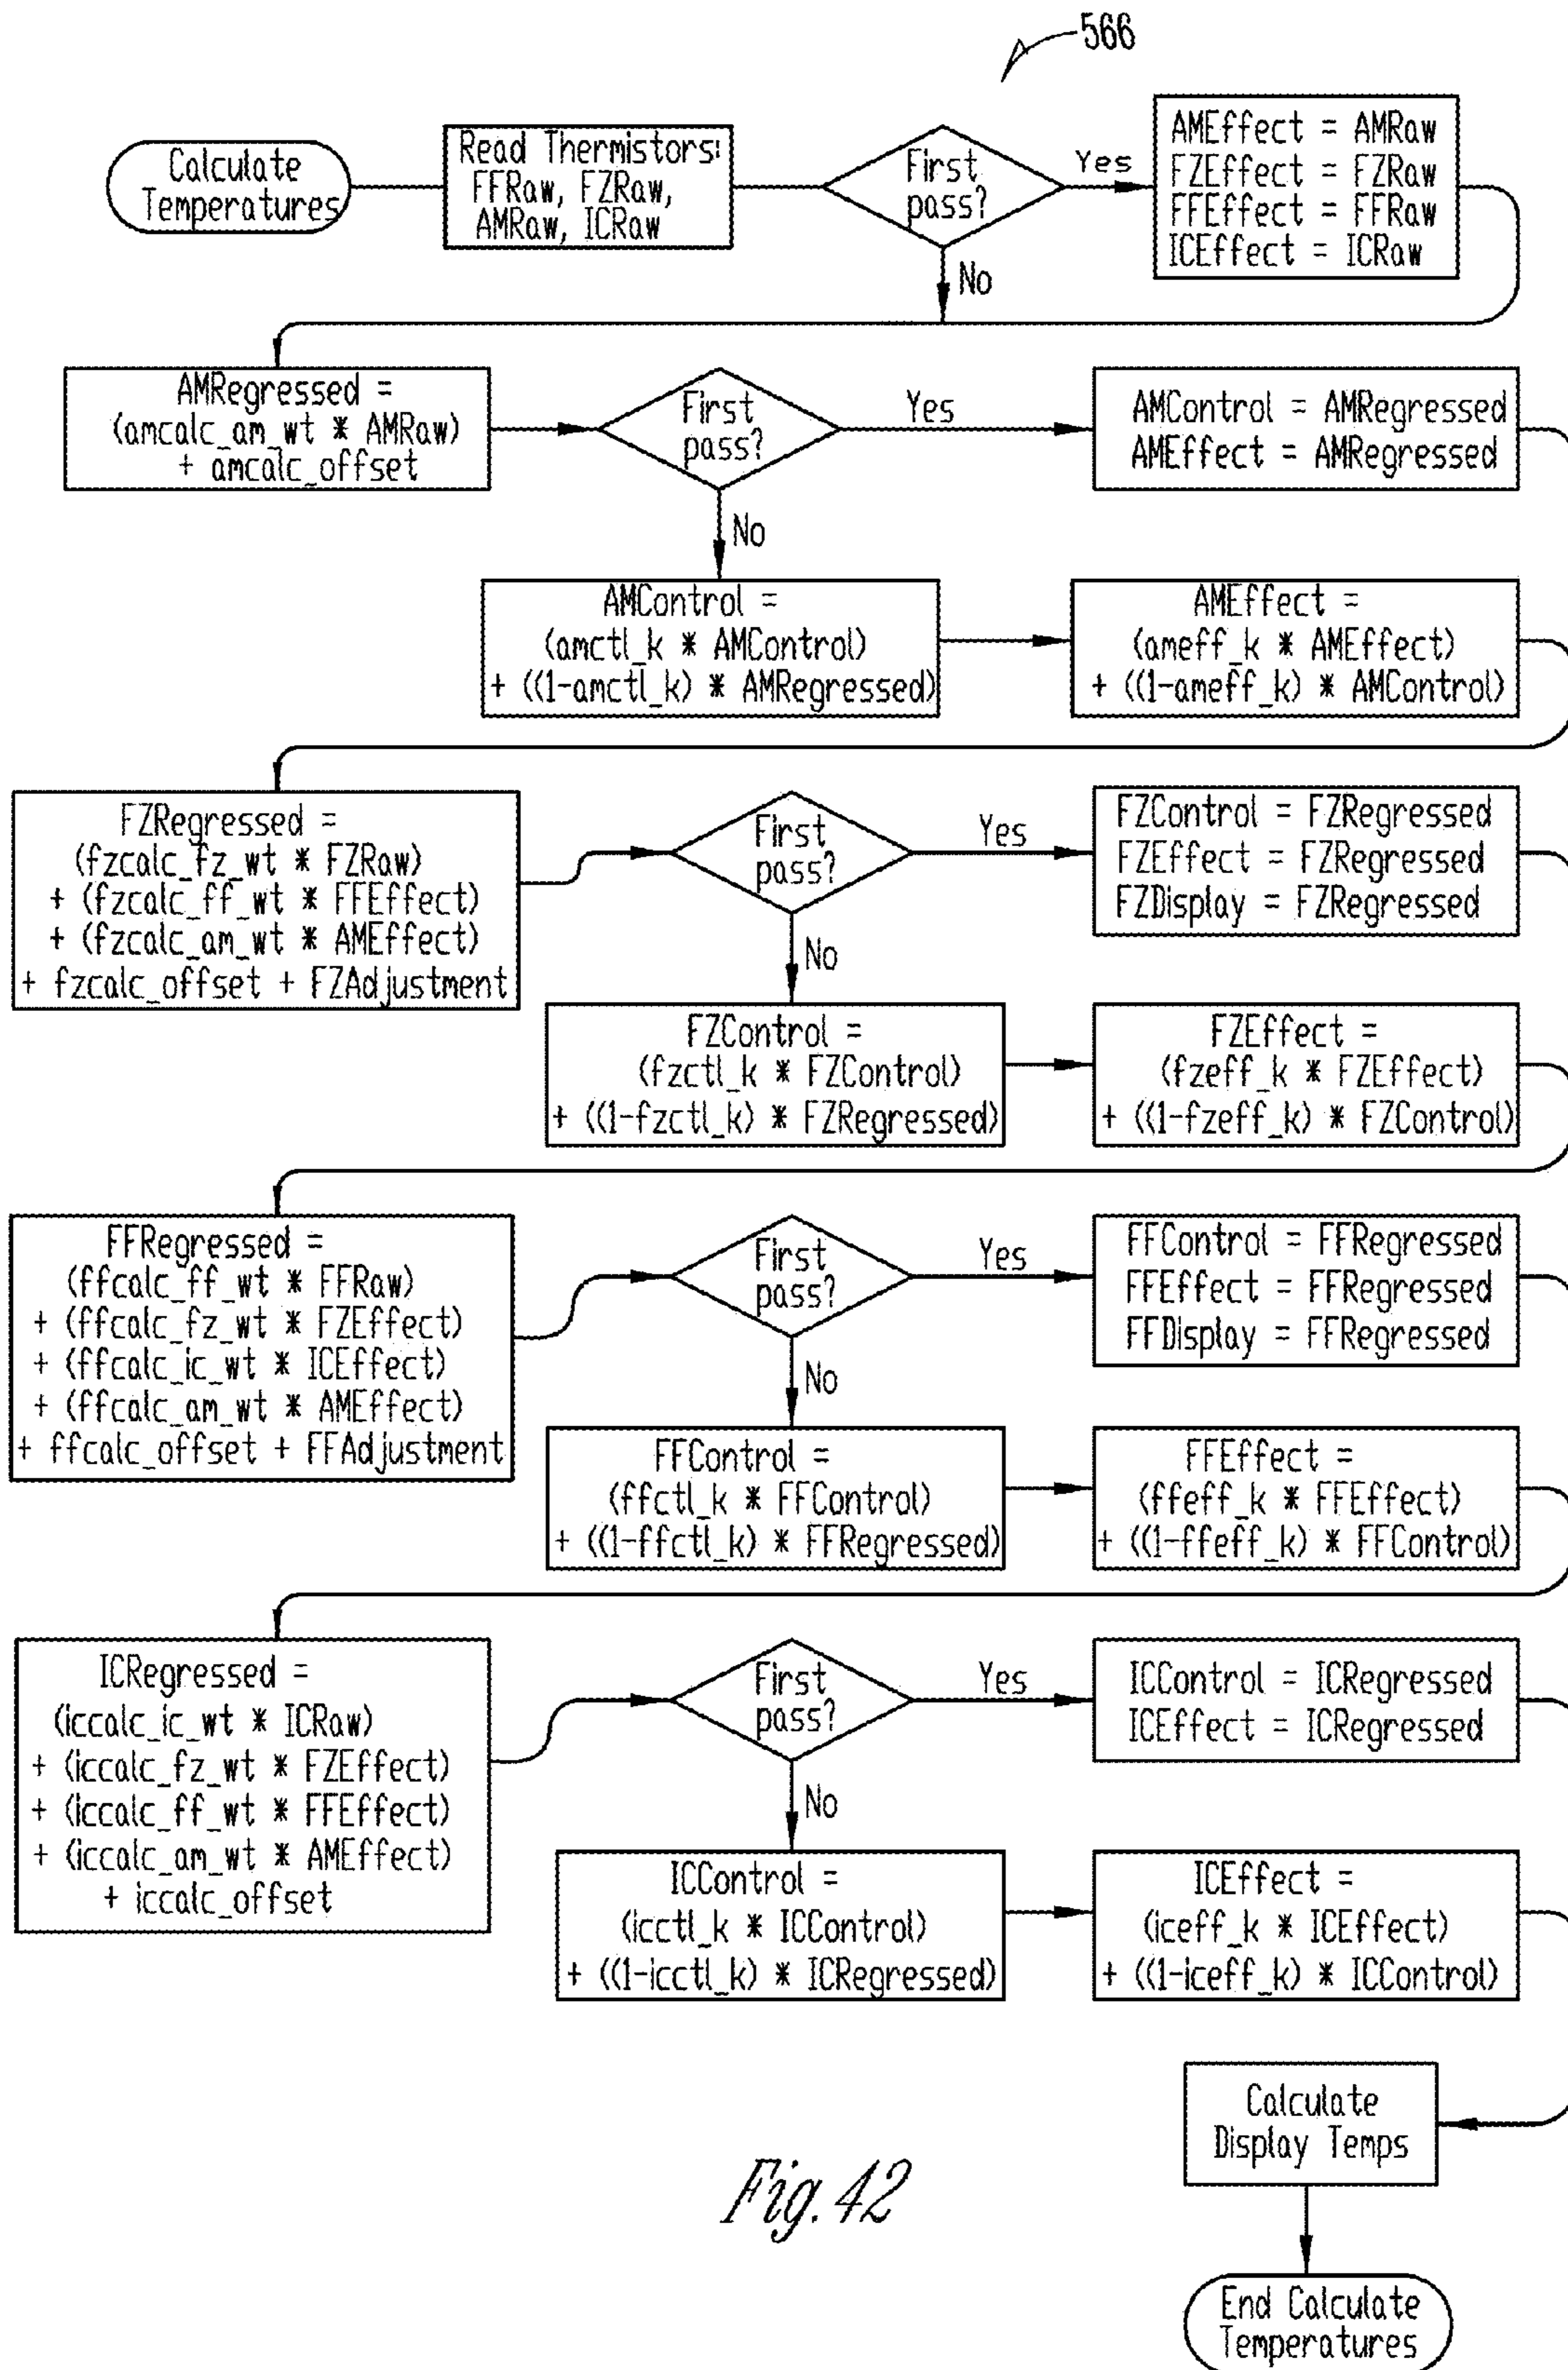 566
Calculate
Temperatures
Read Thermistors:
FFRaw, FZRaw,
AMRaw, ICRaw
First
pass?
Yes
No
AMEffect = AMRaw
FZEffect = FZRaw
FFEffect = FFRaw
ICEffect = ICRaw
AMRegressed =
(amcalc_am_wt * AMRaw)
+ amcalc_offset
First
pass?
Yes
No
AMControl = AMRegressed
AMEffect = AMRegressed
AMControl =
(amctl_k * AMControl)
+ ((1-amctl_k) * AMRegressed)
AMEffect =
(ameff_k * AMEffect)
+ ((1-ameff_k) * AMControl)
FZRegressed =
(fzcalc_fz_wt * FZRaw)
+ (fzcalc_ff_wt * FFEffect)
+ (fzcalc_am_wt * AMEffect)
+ fzcalc_offset + FZAdjustment
First
pass?
Yes
No
FZControl = FZRegressed
FZEffect = FZRegressed
FZDisplay = FZRegressed
FZControl =
(fzctl_k * FZControl)
+ ((1-fzctl_k) * FZRegressed)
FZEffect =
(fzeff_k * FZEffect)
+ ((1-fzeff_k) * FZControl)
FFRegressed =
(ffcalc_ff_wt * FFRaw)
+ (ffcalc_fz_wt * FZEffect)
+ (ffcalc_ic_wt * ICEffect)
+ (ffcalc_am_wt * AMEffect)
+ ffcalc_offset + FFAdjustment
First
pass?
Yes
No
FFControl = FFRegressed
FFEffect = FFRegressed
FFDisplay = FFRegressed
FFControl =
(ffctl_k * FFControl)
+ ((1-ffctl_k) * FFRegressed)
FFEffect =
(ffeff_k * FFEffect)
+ ((1-ffeff_k) * FFControl)
ICRegressed =
(iccalc_ic_wt * ICRaw)
+ (iccalc_fz_wt * FZEffect)
+ (iccalc_ff_wt * FFEffect)
+ (iccalc_am_wt * AMEffect)
+ iccalc_offset
First
pass?
Yes
No
ICControl = ICRegressed
ICEffect = ICRegressed
ICControl =
(icctl_k * ICControl)
+ ((1-icctl_k) * ICRegressed)
ICEffect =
(iceff_k * ICEffect)
+ ((1-iceff_k) * ICControl)
Calculate
Display Temps
End Calculate
Temperatures
Fig. 42